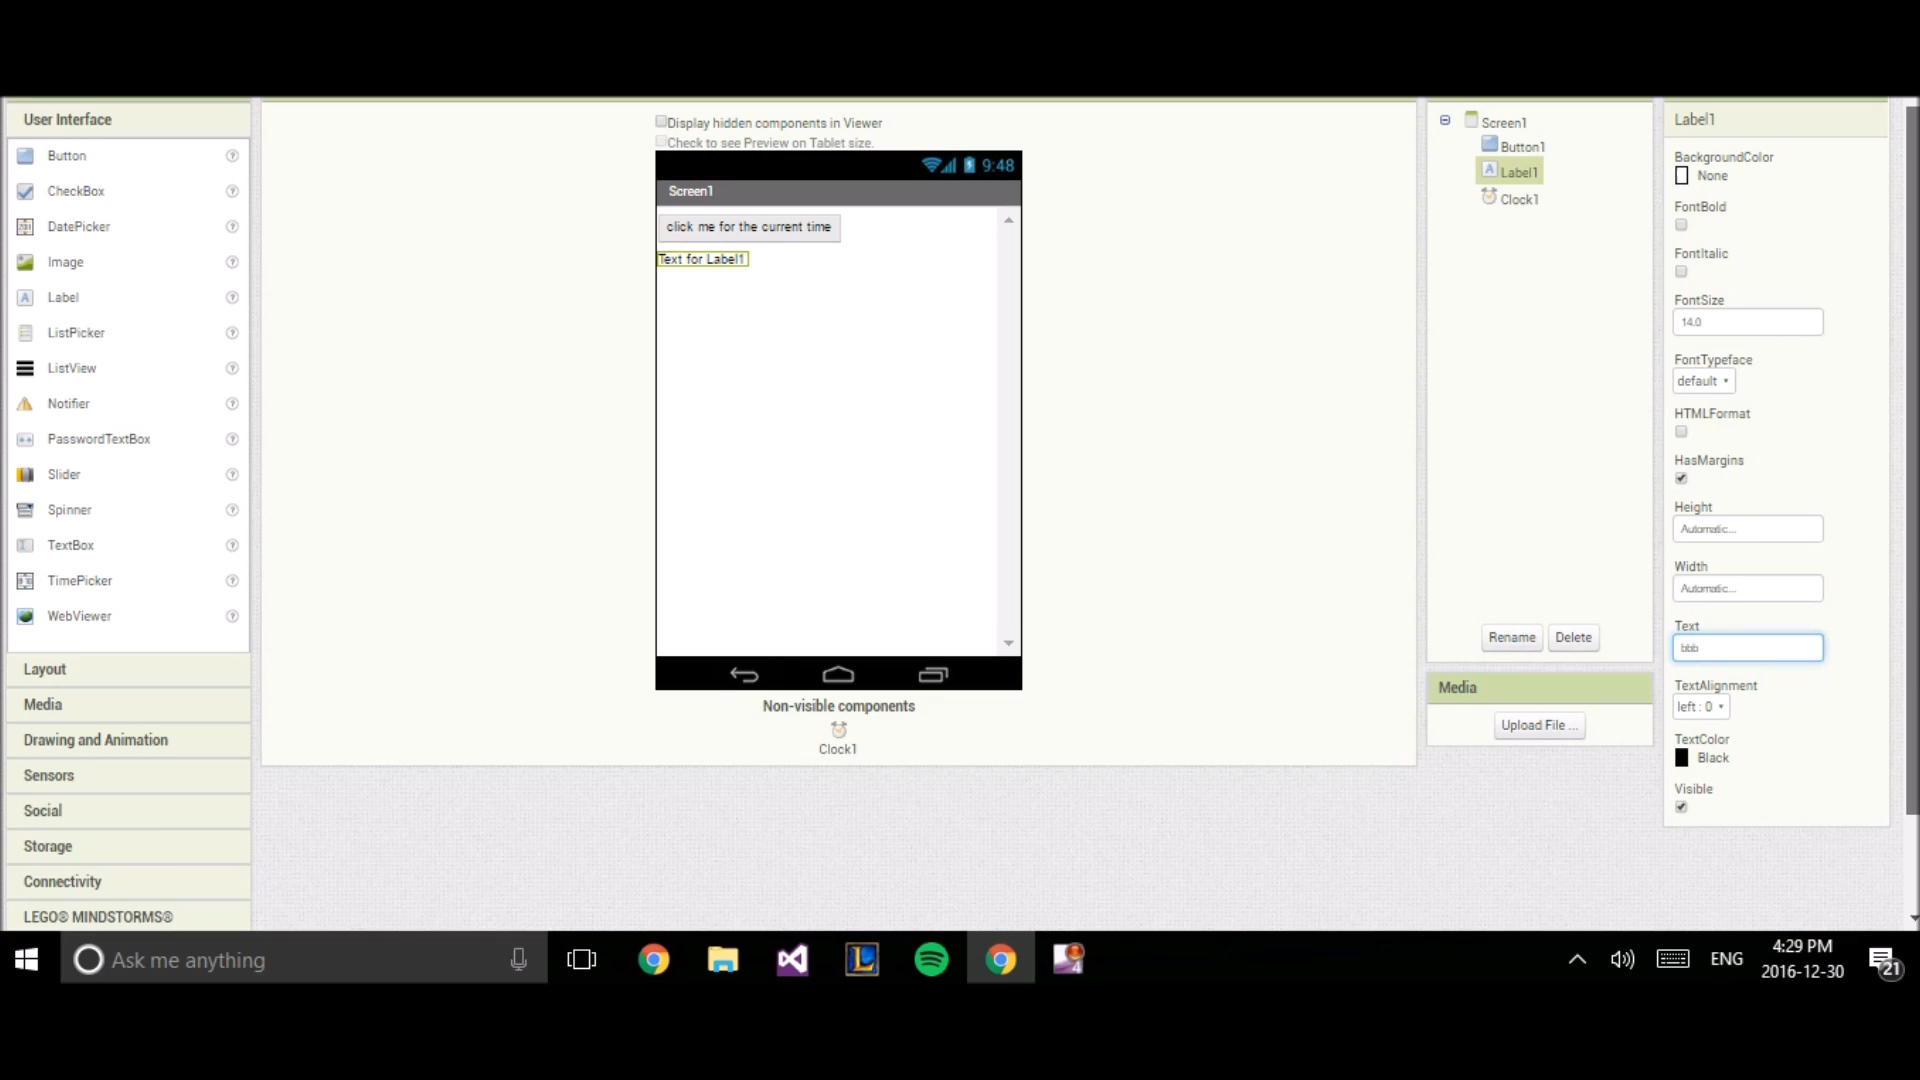 User Interface
Button
CheckBox
DatePicker
Image
Label
ListPicker
ListView
Notifier
PasswordTextBox
Slider
Spinner
TextBox
TimePicker
WebViewer
Layout
Media
Drawing and Animation
Sensors
Social
Storage
Connectivity
LEGO® MINDSTORMS®
Display hidden components in Viewer
Check to see Preview on Tablet size.
9:48
Screen1
click me for the current time
Text for Label1
Non-visible components
Clock1
Screen1
Button1
Label1
Clock1
Rename Delete
Media
Upload File ...
Label1
BackgroundColor
None
FontBold
FontItalic
FontSize
14.0
FontTypeface
default
HTMLFormat
HasMargins
Height
Automatic...
Width
Automatic...
Text
bbb
TextAlignment
left : 0
TextColor
Black
Visible
Ask me anything
ENG
4:29 PM
2016-12-30
21